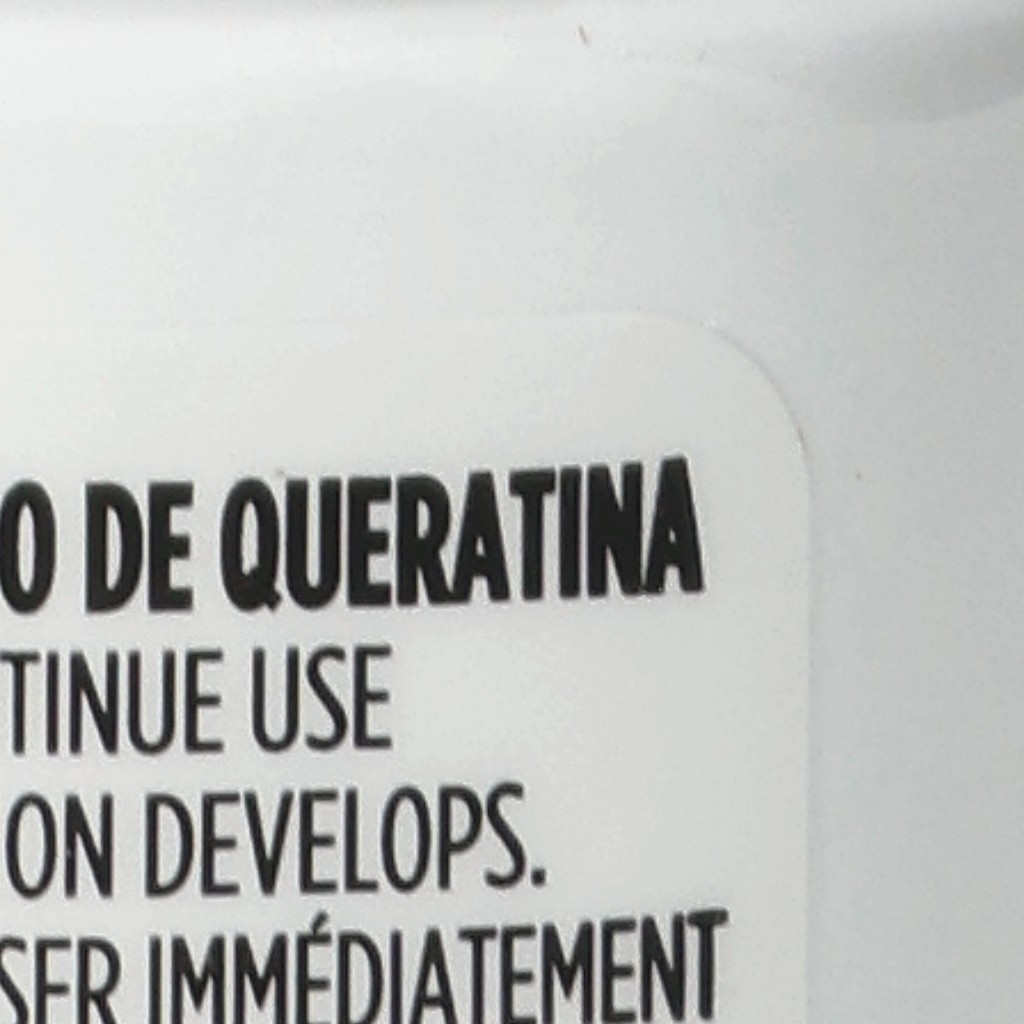 O DE QUERATINA
TINUE USE
ON DEVELOPS.
SER IMMÉDIATEMENT